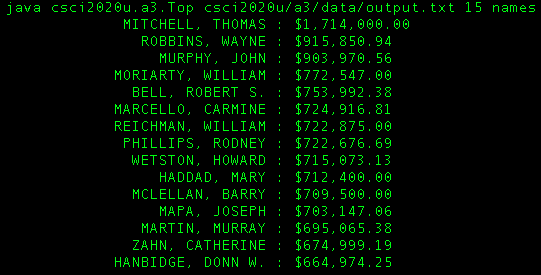 java csci2020u.a3.Top csci2020u/a3/data/output.txt 15 names
MITCHELL, THOMAS : $1,714,000.00
ROBBINS, WAYNE : $915,850.94
MURPHY, JOHN : $903,970.56
MORIARTY, WILLIAM : $772,547.00
BELL, ROBERT S. : $753,992.38
MARCELLO, CARMINE : $724,916.81
REICHMAN, WILLIAM : $722,875.00
PHILLIPS, RODNEY : $722,676.69
WETSTON, HOWARD : $715,073.13
HADDAD, MARY : $712,400.00
MCLELLAN, BARRY : $709,500.00
MAPA, JOSEPH : $703,147.06
MARTIN, MURRAY : $695,065.38
ZAHN, CATHERINE : $674,999.19
HANBIDGE, DONN W. : $664,974.25